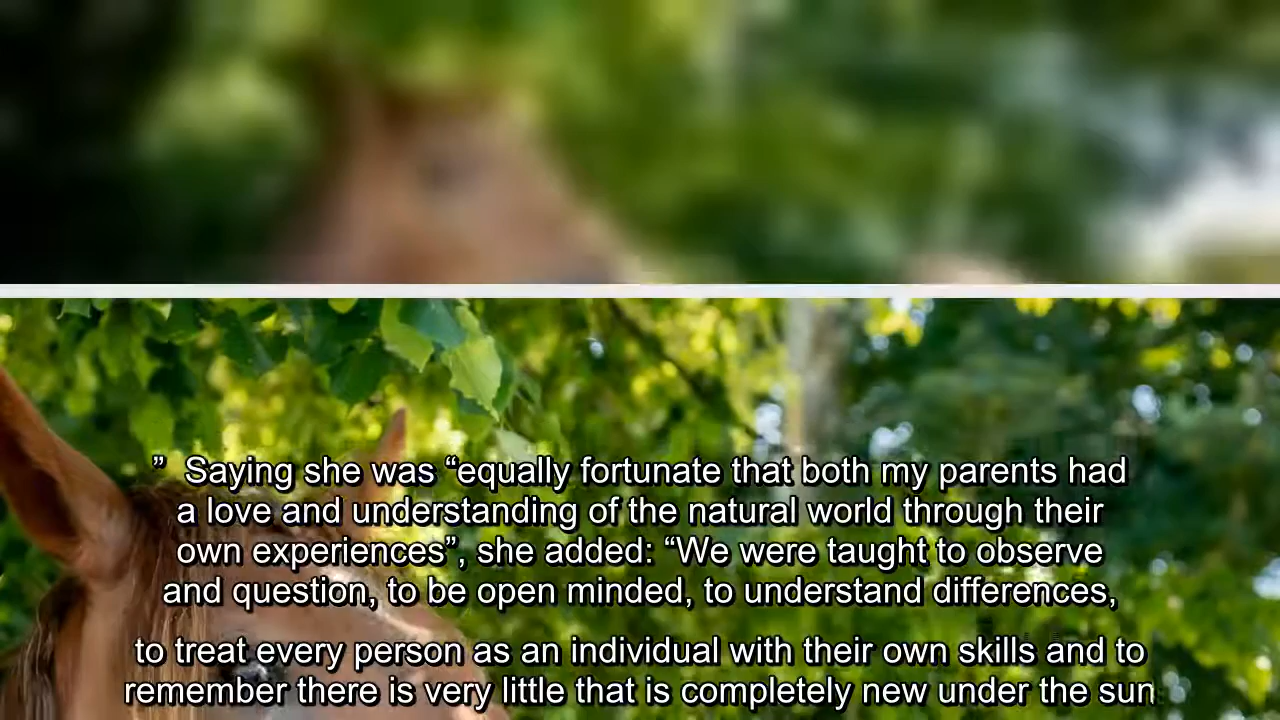 ”  Saying she was “equally fortunate that both my parents had
a love and understanding of the natural world through their
own experiences”, she added: “We were taught to observe
and question, to be open minded, to understand differences,
to treat every person as an individual with their own skills and to
remember there is very little that is completely new under the sun